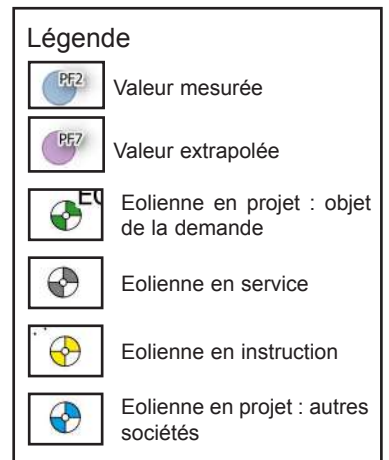 Légende
PF2
Valeur mesurée
PF7
Valeur extrapolée
Eolienne en projet : objet
de la demande
Eolienne en service
Eolienne en instruction
Eolienne en projet : autres
sociétés